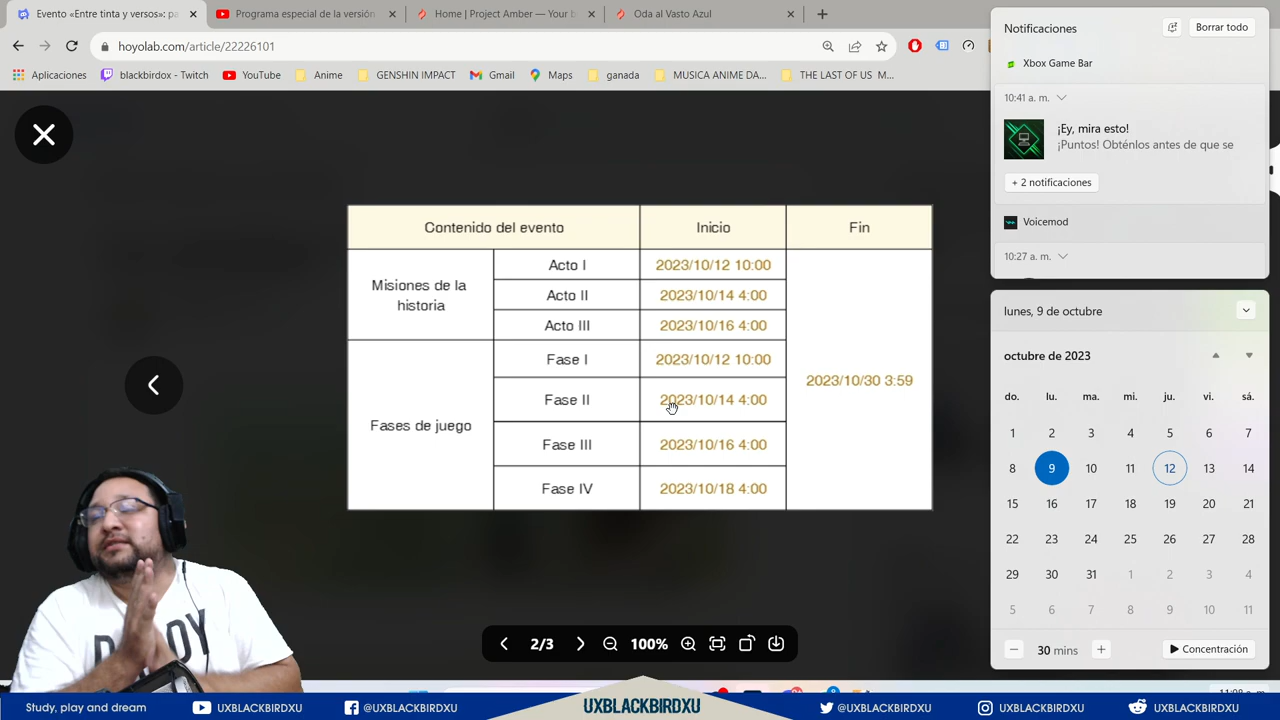 Evento «Entre tinta y versos»: pa
Programa especial de la versión
Home | Project Amber — Your b
Oda al Vasto Azul
hoyolab.com/article/22226101
Aplicaciones
blackbirdox - Twitch
YouTube
Anime
GENSHIN IMPACT
Gmail
Maps
ganada
MUSICA ANIME DA...
THE LAST OF US M...
Notificaciones
Borrar todo
Xbox Game Bar
10:41 a. m.
¡Ey, mira esto!
¡Puntos! Obténlos antes de que se
+ 2 notificaciones
Voicemod
10:27 a. m.
Contenido del evento
Inicio
Fin
Misiones de la
historia
Acto I
2023/10/12 10:00
Acto II
2023/10/14 4:00
Acto III
2023/10/16 4:00
Fases de juego
Fase I
2023/10/12 10:00
Fase II
2023/10/14 4:00
Fase III
2023/10/16 4:00
Fase IV
2023/10/18 4:00
2023/10/30 3:59
lunes, 9 de octubre
octubre de 2023
do. lu. ma. mi. ju. vi. sá.
1 2 3 4 5 6 7
8 9 10 11 12 13 14
15 16 17 18 19 20 21
22 23 24 25 26 27 28
29 30 31 1 2 3 4
5 6 7 8 9 10 11
30 mins
Concentración
2/3
100%
Study, play and dream
UXBLACKBIRDXU
@UXBLACKBIRDXU
UXBLACKBIRDXU
@UXBLACKBIRDXU
UXBLACKBIRDXU
UXBLACKBIRDXU